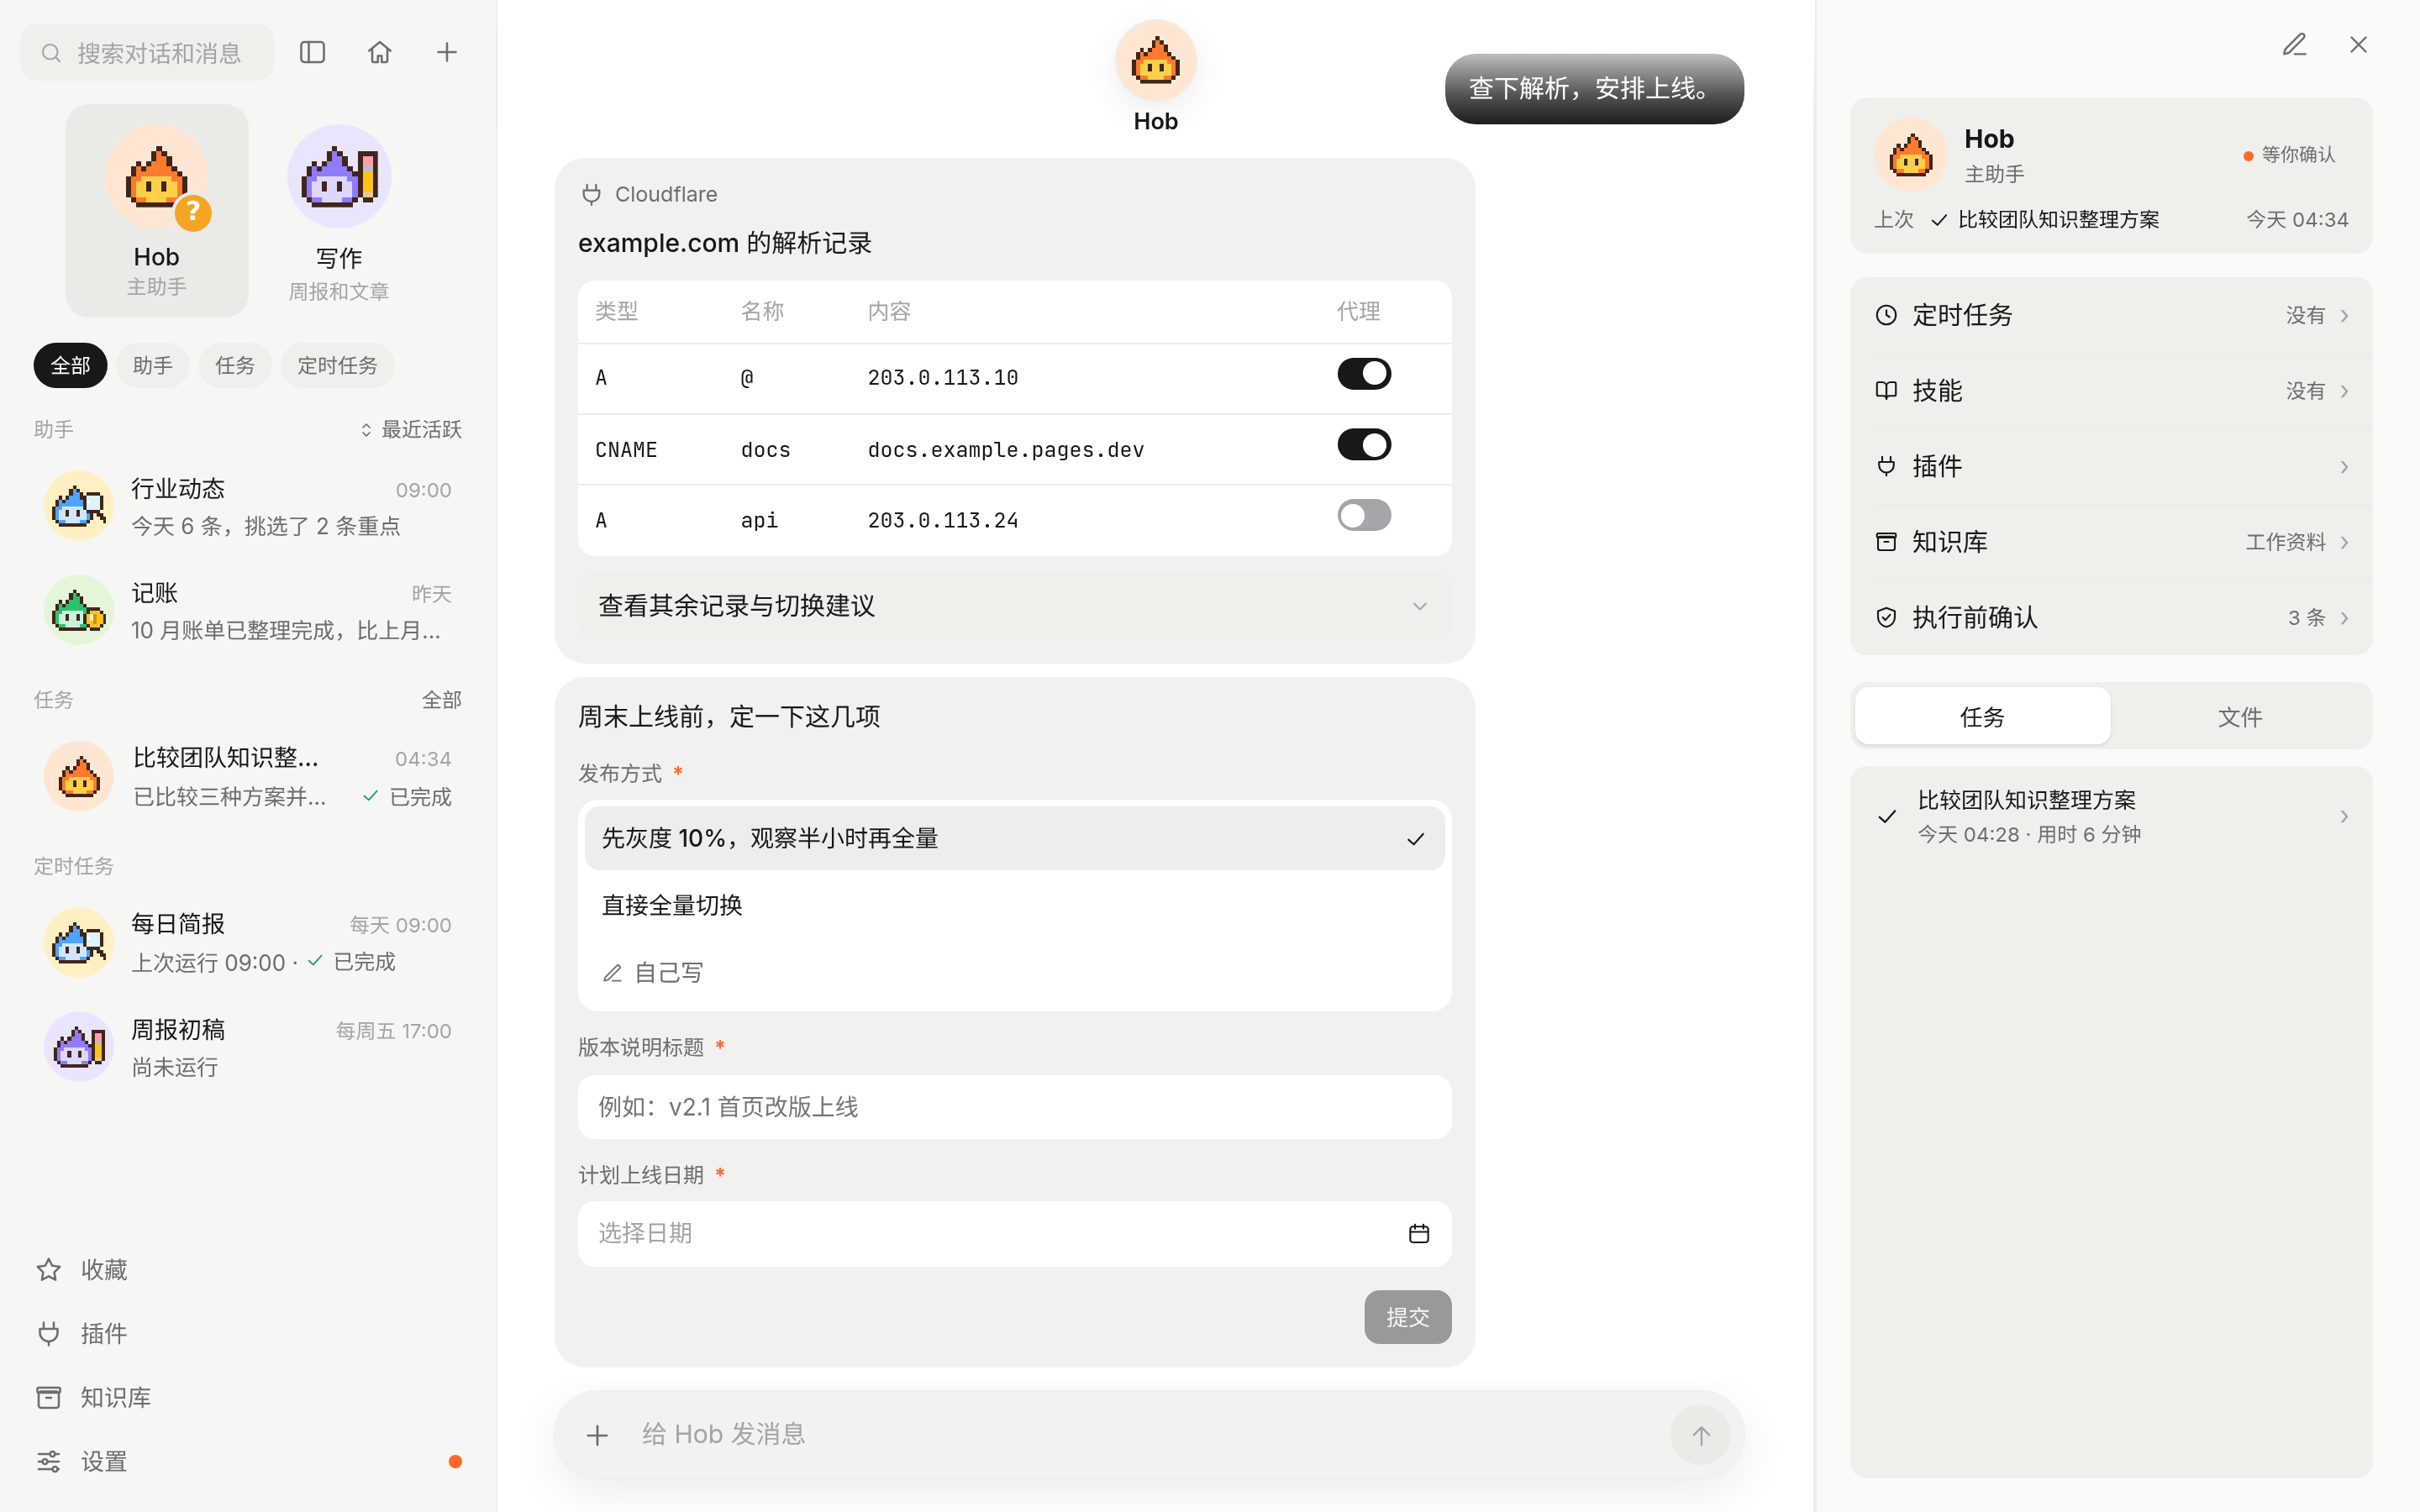 搜索对话和消息
Hob
主助手
写作
周报和文章
全部
助手
任务
定时任务
助手
最近活跃
行业动态
09:00
今天 6 条，挑选了 2 条重点
记账
昨天
10 月账单已整理完成，比上月...
任务
全部
比较团队知识整...
04:34
已比较三种方案并...
已完成
定时任务
每日简报
每天 09:00
上次运行 09:00 · 已完成
周报初稿
每周五 17:00
尚未运行
收藏
插件
知识库
设置
Hob
查下解析，安排上线。
Cloudflare
example.com 的解析记录
类型 名称 内容 代理
A @ 203.0.113.10
CNAME docs docs.example.pages.dev
A api 203.0.113.24
查看其余记录与切换建议
周末上线前，定一下这几项
发布方式 *
先灰度 10%，观察半小时再全量
直接全量切换
自己写
版本说明标题 *
例如：v2.1 首页改版上线
计划上线日期 *
选择日期
提交
给 Hob 发消息
Hob
主助手
等你确认
上次 比较团队知识整理方案 今天 04:34
定时任务 没有
技能 没有
插件
知识库 工作资料
执行前确认 3 条
任务
文件
比较团队知识整理方案
今天 04:28 · 用时 6 分钟